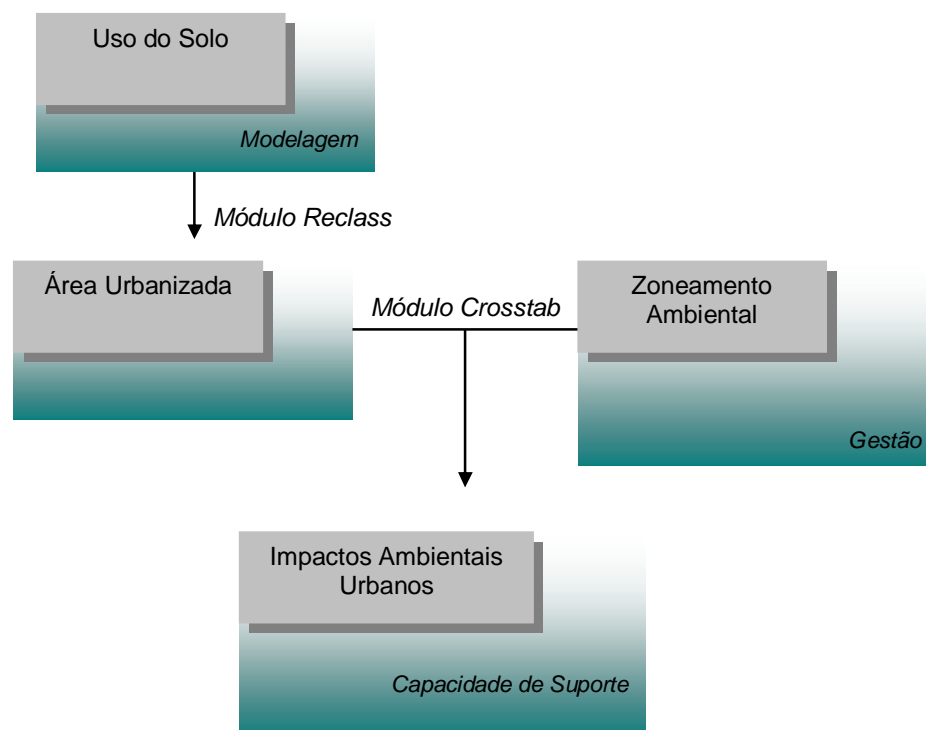 Uso do Solo
Modelagem
Módulo Reclass
Área Urbanizada
Módulo Crosstab
Zoneamento
Ambiental
Gestão
Impactos Ambientais
Urbanos
Capacidade de Suporte